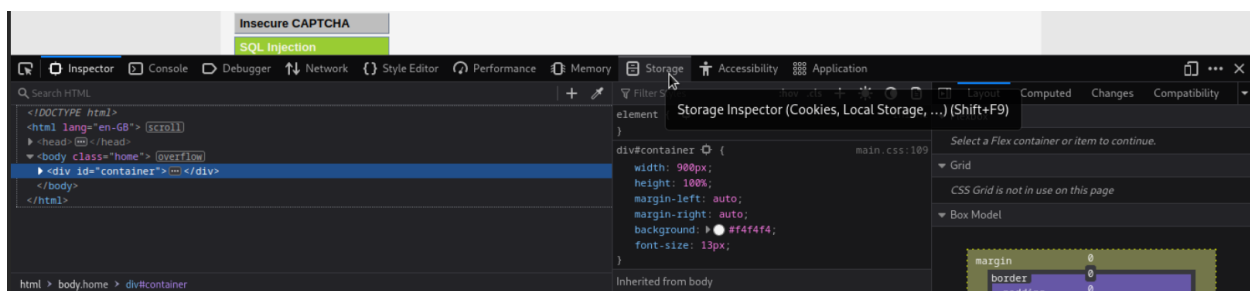 Insecure CAPTCHA
SQL Injection
Inspector Console Debugger Network {} Style Editor Performance Memory Storage Accessibility Application
Search HTML
<!DOCTYPE html>
<html lang="en-GB"> scroll
<head> </head>
<body class="home"> overflow
<div id="container"> </div>
</body>
</html>
html > body.home > div#container
Filter S :hov .cls +
Storage Inspector (Cookies, Local Storage, …) (Shift+F9)
element {
}
div#container { main.css:109
width: 900px;
height: 100%;
margin-left: auto;
margin-right: auto;
background: #f4f4f4;
font-size: 13px;
}
Inherited from body
Layout Computed Changes Compatibility
Select a Flex container or item to continue.
Grid
CSS Grid is not in use on this page
Box Model
margin 0
border 0
0